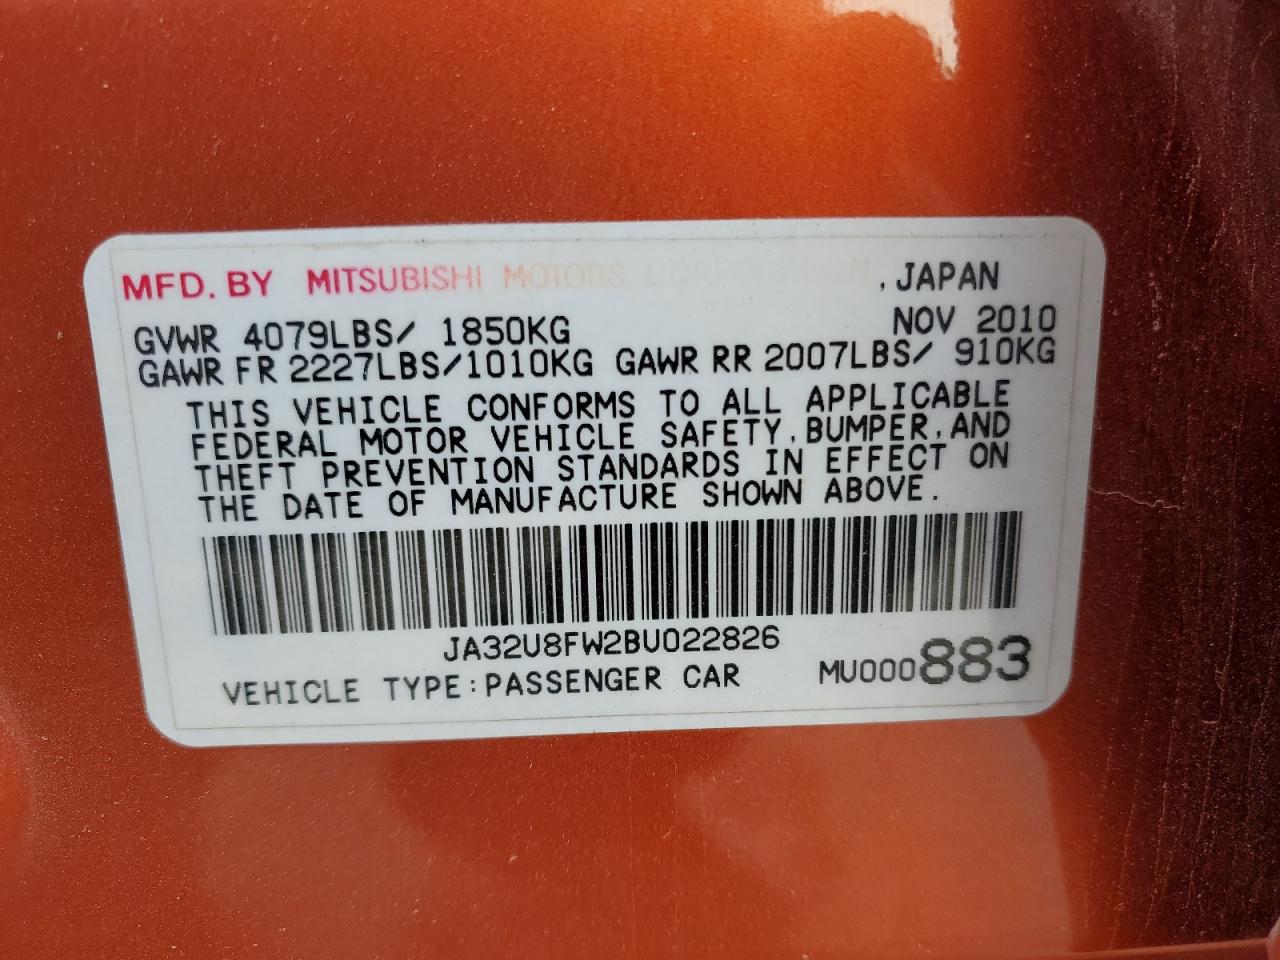 MFD. BY MITSUBISHI MOTORS CORPORATION , JAPAN
GVWR 4079LBS/ 1850KG NOV 2010
GAWR FR 2227LBS/1010KG GAWR RR 2007LBS/ 910KG
THIS VEHICLE CONFORMS TO ALL APPLICABLE
FEDERAL MOTOR VEHICLE SAFETY, BUMPER, AND
THEFT PREVENTION STANDARDS IN EFFECT ON
THE DATE OF MANUFACTURE SHOWN ABOVE.
JA32U8FW2BU022826
VEHICLE TYPE:PASSENGER CAR MU000883